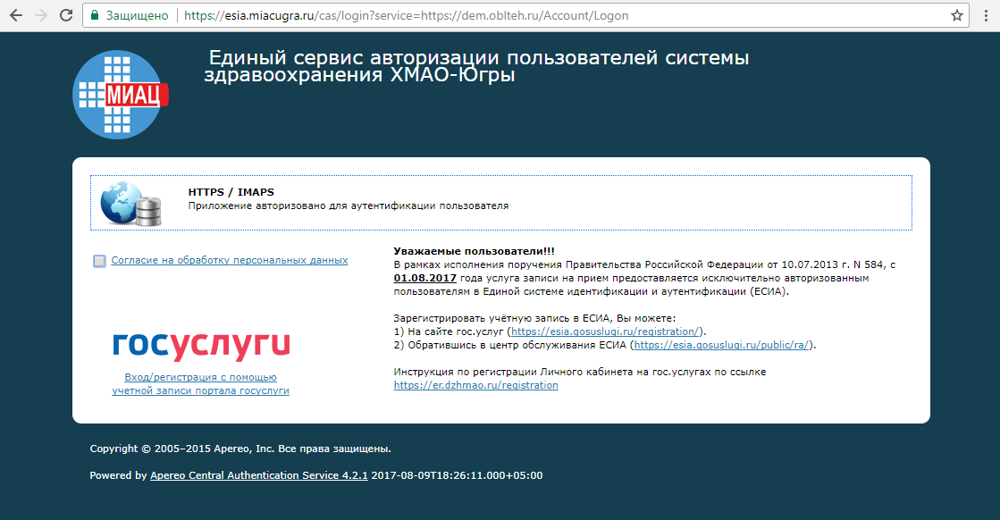 Защищено
https://esia.miacugra.ru/cas/login?service=https://dem.oblteh.ru/Account/Logon
МИАЦ
Единый сервис авторизации пользователей системы
здравоохранения ХМАО-Югры
HTTPS / IMAPS
Приложение авторизовано для аутентификации пользователя
Согласие на обработку персональных данных
госуслуги
Вход/регистрация с помощью
учетной записи портала госуслуги
Уважаемые пользователи!!!
В рамках исполнения поручения Правительства Российской Федерации от 10.07.2013 г. N 584, с
01.08.2017 года услуга записи на прием предоставляется исключительно авторизованным
пользователям в Единой системе идентификации и аутентификации (ЕСИА).
Зарегистрировать учётную запись в ЕСИА, Вы можете:
1) На сайте гос.услуг (https://esia.gosuslugi.ru/registration/).
2) Обратившись в центр обслуживания ЕСИА (https://esia.gosuslugi.ru/public/ra/).
Инструкция по регистрации Личного кабинета на гос.услугах по ссылке
https://er.dzhmao.ru/registration
Copyright © 2005–2015 Apereo, Inc. Все права защищены.
Powered by Apereo Central Authentication Service 4.2.1 2017-08-09T18:26:11.000+05:00